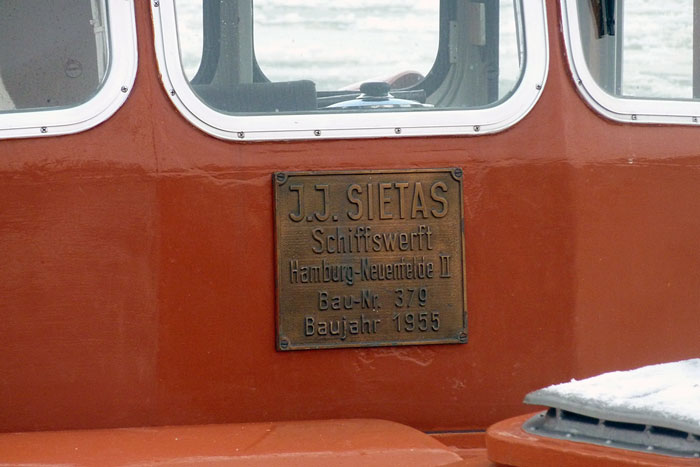 J.J. SIETAS
Schiffswerft
Hamburg-Neuenfelde II
Bau-Nr. 379
Baujahr 1955